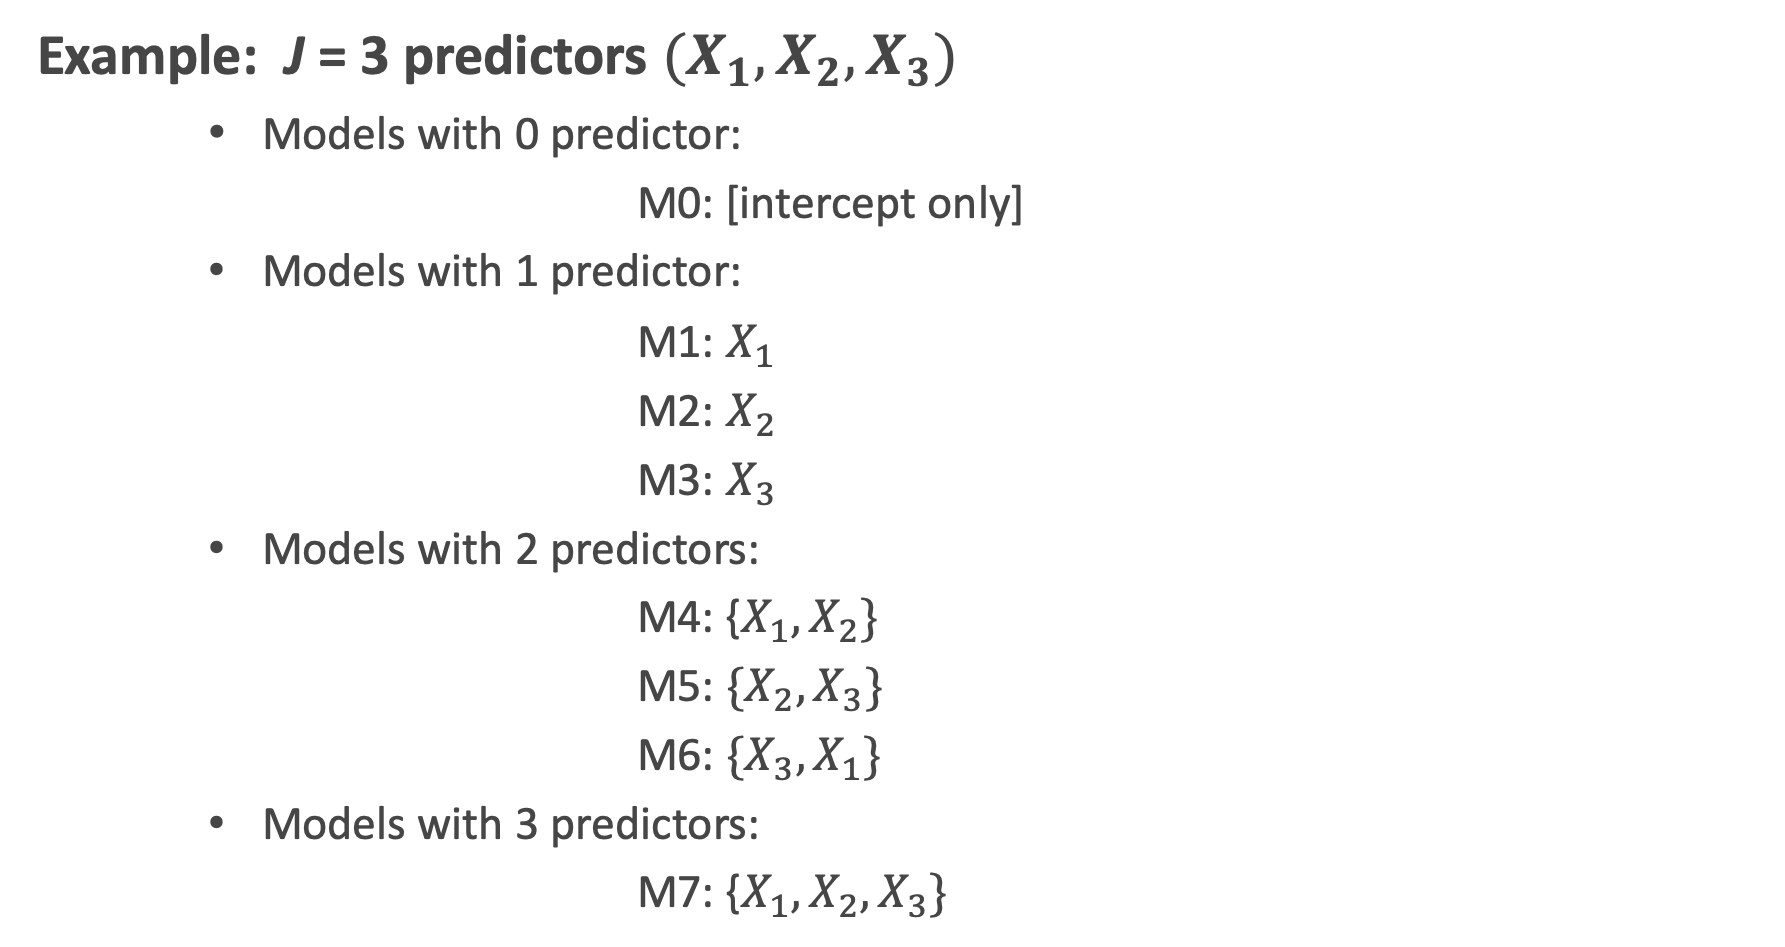 Example: J = 3 predictors (X₁, X₂, X₃)
• Models with 0 predictor:
M0: [intercept only]
• Models with 1 predictor:
M1: X₁
M2: X₂
M3: X₃
• Models with 2 predictors:
M4: {X₁, X₂}
M5: {X₂, X₃}
M6: {X₃, X₁}
• Models with 3 predictors:
M7: {X₁, X₂, X₃}